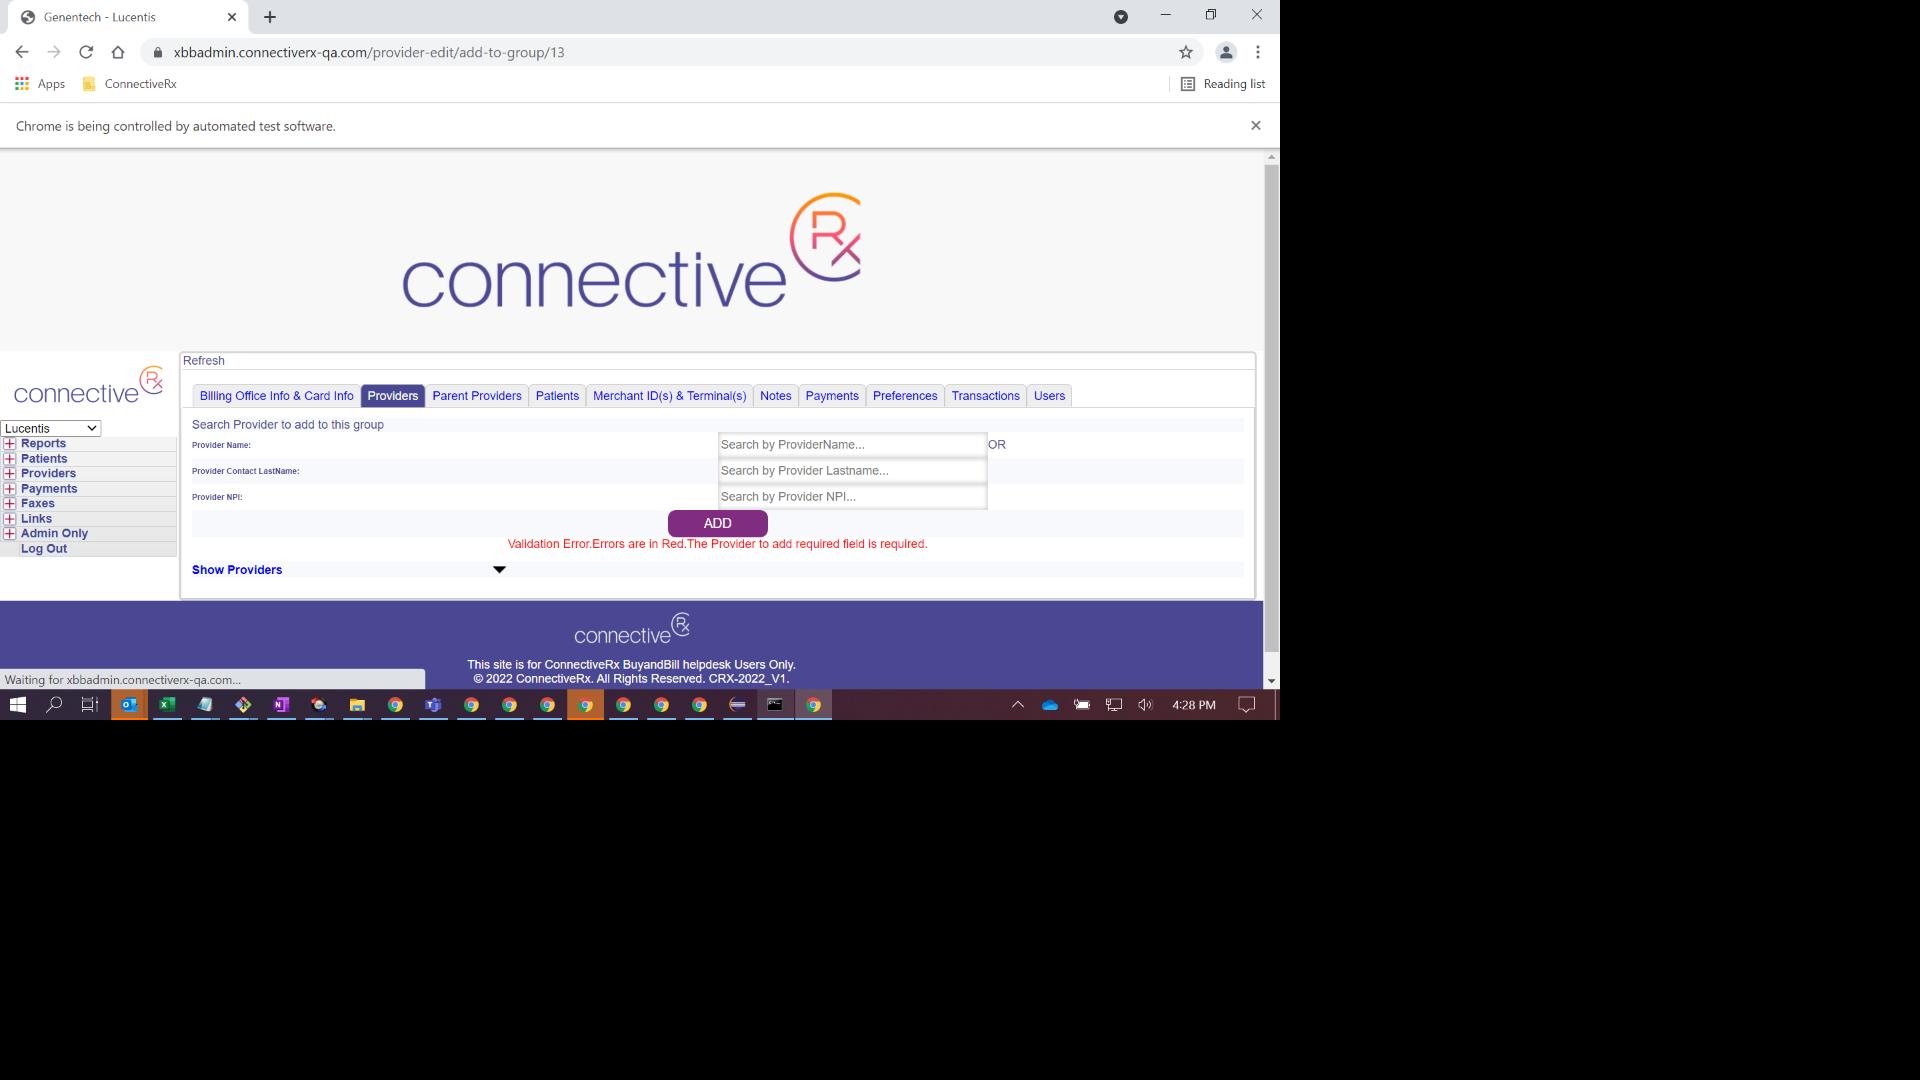 Genentech - Lucentis
xbbadmin.connectiverx-qa.com/provider-edit/add-to-group/13
Apps ConnectiveRx Reading list
Chrome is being controlled by automated test software.
connective Rx
connective Rx
Lucentis
Reports
Patients
Providers
Payments
Faxes
Links
Admin Only
Log Out
Refresh
Billing Office Info & Card Info Providers Parent Providers Patients Merchant ID(s) & Terminal(s) Notes Payments Preferences Transactions Users
Search Provider to add to this group
Provider Name: Search by ProviderName... OR
Provider Contact LastName: Search by Provider Lastname...
Provider NPI: Search by Provider NPI...
ADD
Validation Error.Errors are in Red.The Provider to add required field is required.
Show Providers
connective Rx
This site is for ConnectiveRx BuyandBill helpdesk Users Only.
© 2022 ConnectiveRx. All Rights Reserved. CRX-2022_V1.
Waiting for xbbadmin.connectiverx-qa.com...
4:28 PM